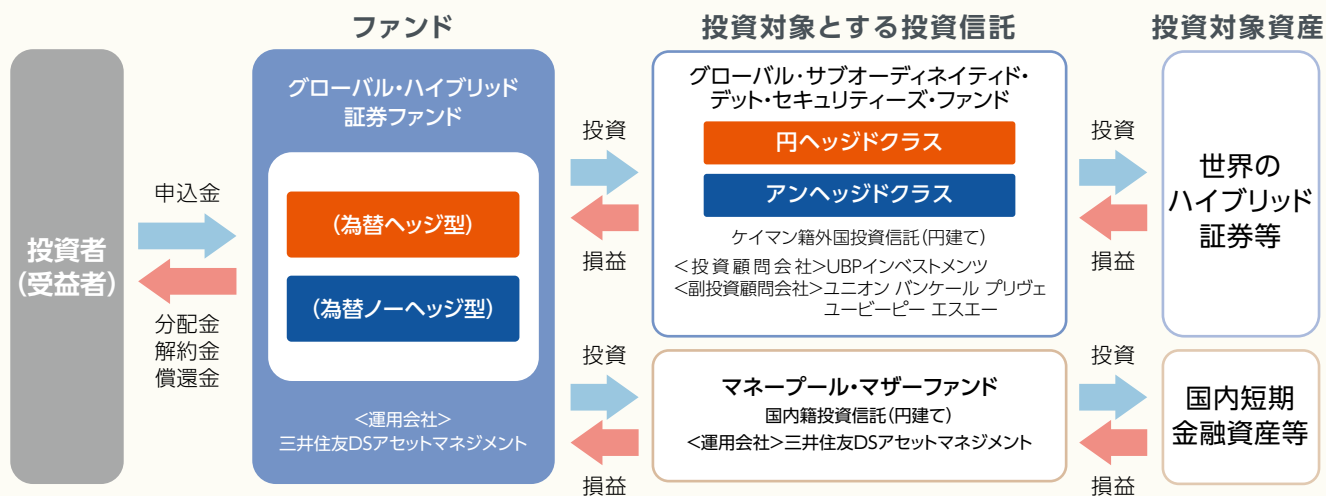 ファンド
投資対象とする投資信託
投資対象資産
投資者
(受益者)
申込金
分配金
解約金
償還金
グローバル・ハイブリッド
証券ファンド
(為替ヘッジ型)
(為替ノーヘッジ型)
<運用会社>
三井住友DSアセットマネジメント
投資
損益
グローバル・サブオーディネイティド・
デット・セキュリティーズ・ファンド
円ヘッジドクラス
アンヘッジドクラス
ケイマン籍外国投資信託(円建て)
<投資顧問会社>UBPインベストメンツ
<副投資顧問会社>ユニオン バンケール プリヴェ
ユービーピー エスエー
投資
損益
世界の
ハイブリッド
証券等
投資
損益
マネープール・マザーファンド
国内籍投資信託(円建て)
<運用会社>三井住友DSアセットマネジメント
投資
損益
国内短期
金融資産等